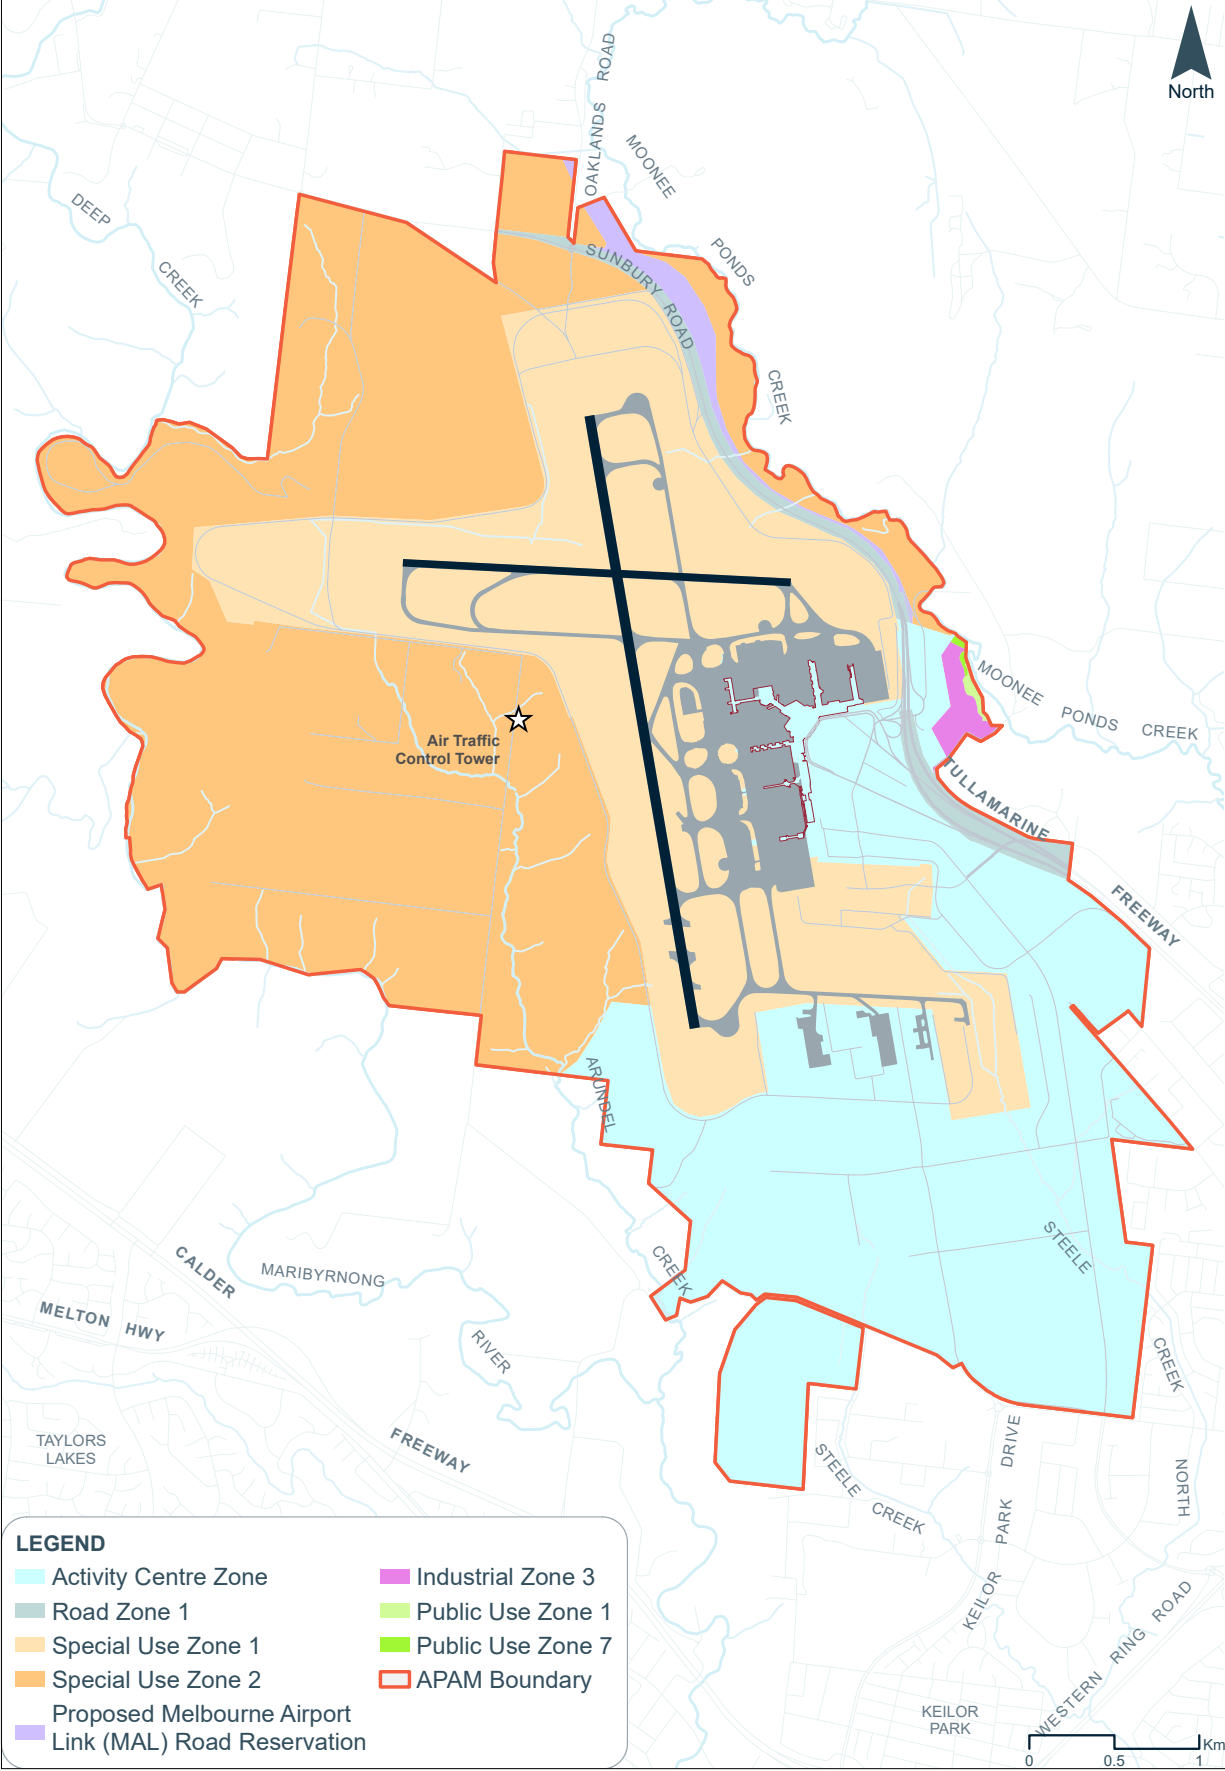 North
OAKLANDS ROAD
MOONEE
PONDS
CREEK
DEEP
CREEK
SUNBURY ROAD
MOONEE
PONDS
CREEK
Air Traffic
Control Tower
TULLAMARINE
FREEWAY
ARUNDEL
CREEK
STEELE
CREEK
NORTH
CALDER
FREEWAY
MARIBYRNONG
RIVER
MELTON HWY
TAYLORS
LAKES
STEELE
CREEK
KEILOR PARK DRIVE
WESTERN RING ROAD
KEILOR
PARK
LEGEND
Activity Centre Zone
Road Zone 1
Special Use Zone 1
Special Use Zone 2
Proposed Melbourne Airport
Link (MAL) Road Reservation
Industrial Zone 3
Public Use Zone 1
Public Use Zone 7
APAM Boundary
0 0.5 1 Km